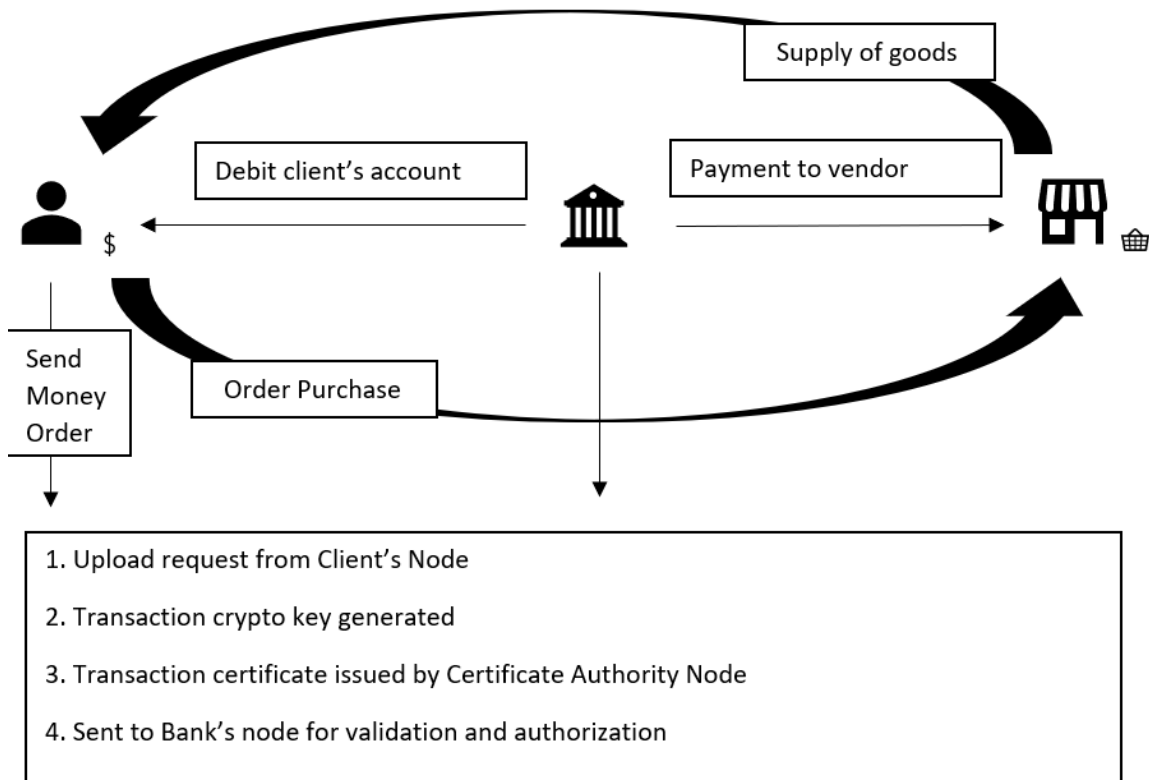 Supply of goods
Debit client’s account
Payment to vendor
$
Send
Money
Order
Order Purchase
1. Upload request from Client’s Node
2. Transaction crypto key generated
3. Transaction certificate issued by Certificate Authority Node
4. Sent to Bank’s node for validation and authorization